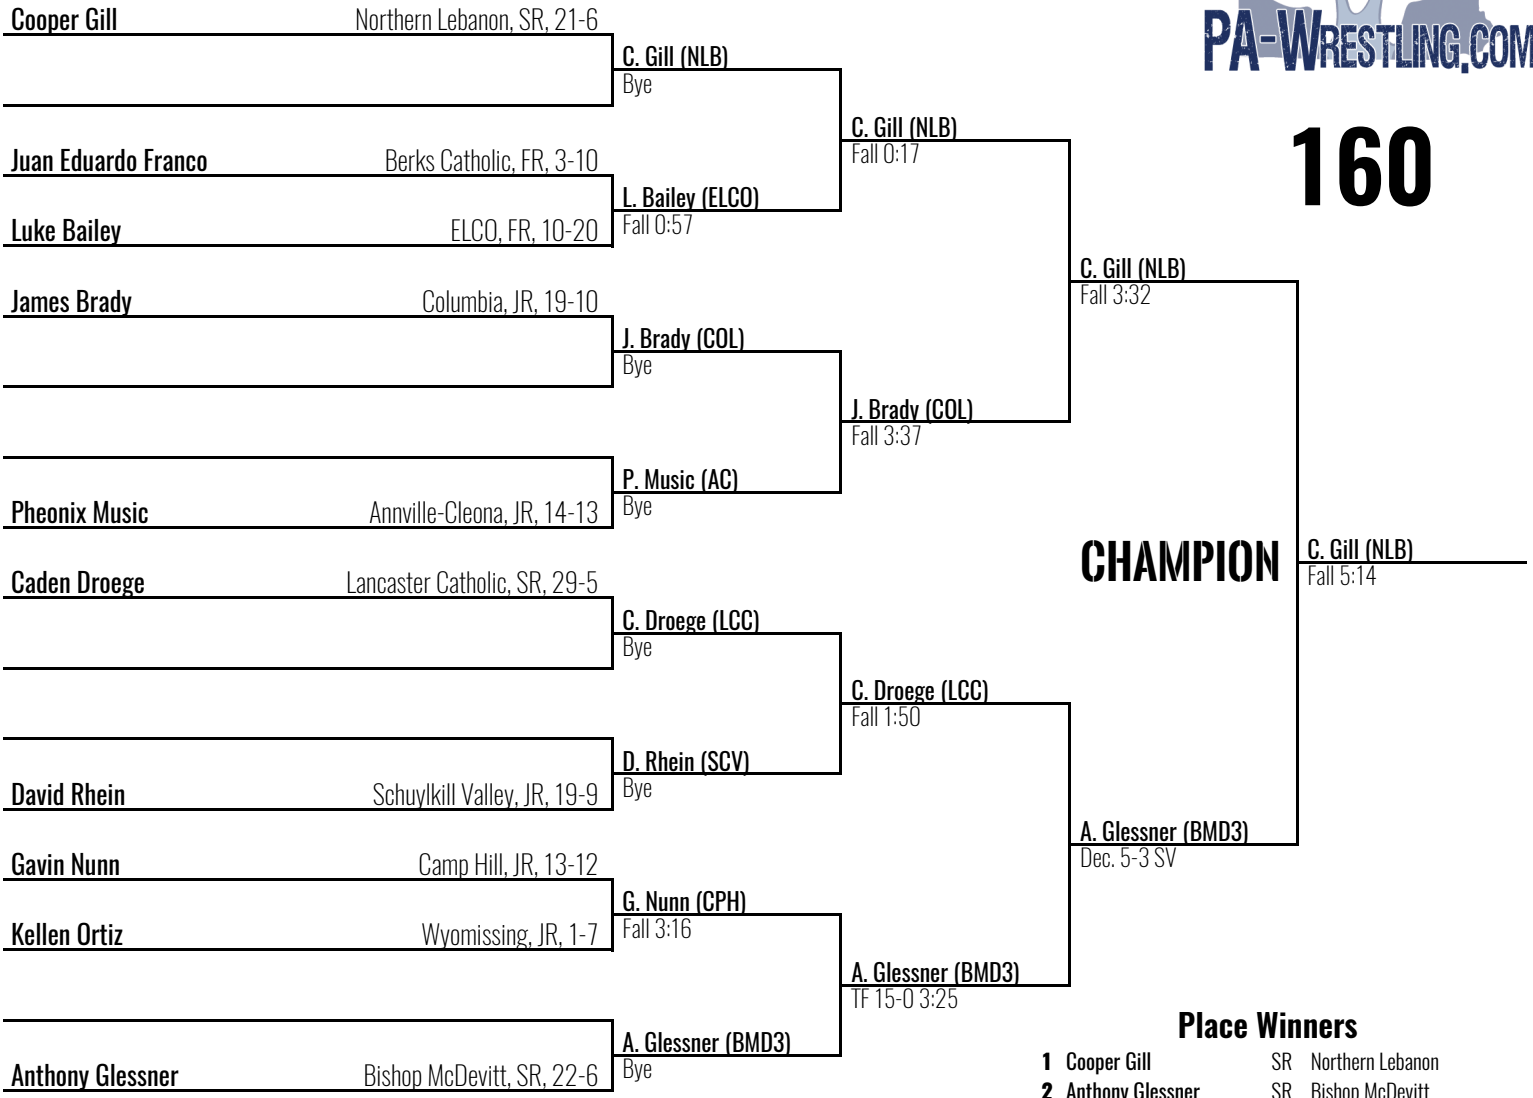 PA-WRESTLING.COM
160
Cooper Gill Northern Lebanon, SR, 21-6
C. Gill (NLB)
Bye
C. Gill (NLB)
Fall 0:17
Juan Eduardo Franco Berks Catholic, FR, 3-10
L. Bailey (ELCO)
Fall 0:57
Luke Bailey ELCO, FR, 10-20
C. Gill (NLB)
Fall 3:32
James Brady Columbia, JR, 19-10
J. Brady (COL)
Bye
J. Brady (COL)
Fall 3:37
P. Music (AC)
Bye
Pheonix Music Annville-Cleona, JR, 14-13
CHAMPION
C. Gill (NLB)
Fall 5:14
Caden Droege Lancaster Catholic, SR, 29-5
C. Droege (LCC)
Bye
C. Droege (LCC)
Fall 1:50
D. Rhein (SCV)
Bye
David Rhein Schuylkill Valley, JR, 19-9
A. Glessner (BMD3)
Dec. 5-3 SV
Gavin Nunn Camp Hill, JR, 13-12
G. Nunn (CPH)
Fall 3:16
Kellen Ortiz Wyomissing, JR, 1-7
A. Glessner (BMD3)
TF 15-0 3:25
A. Glessner (BMD3)
Bye
Anthony Glessner Bishop McDevitt, SR, 22-6
Place Winners
1 Cooper Gill SR Northern Lebanon
2 Anthony Glessner SR Bishop McDevitt